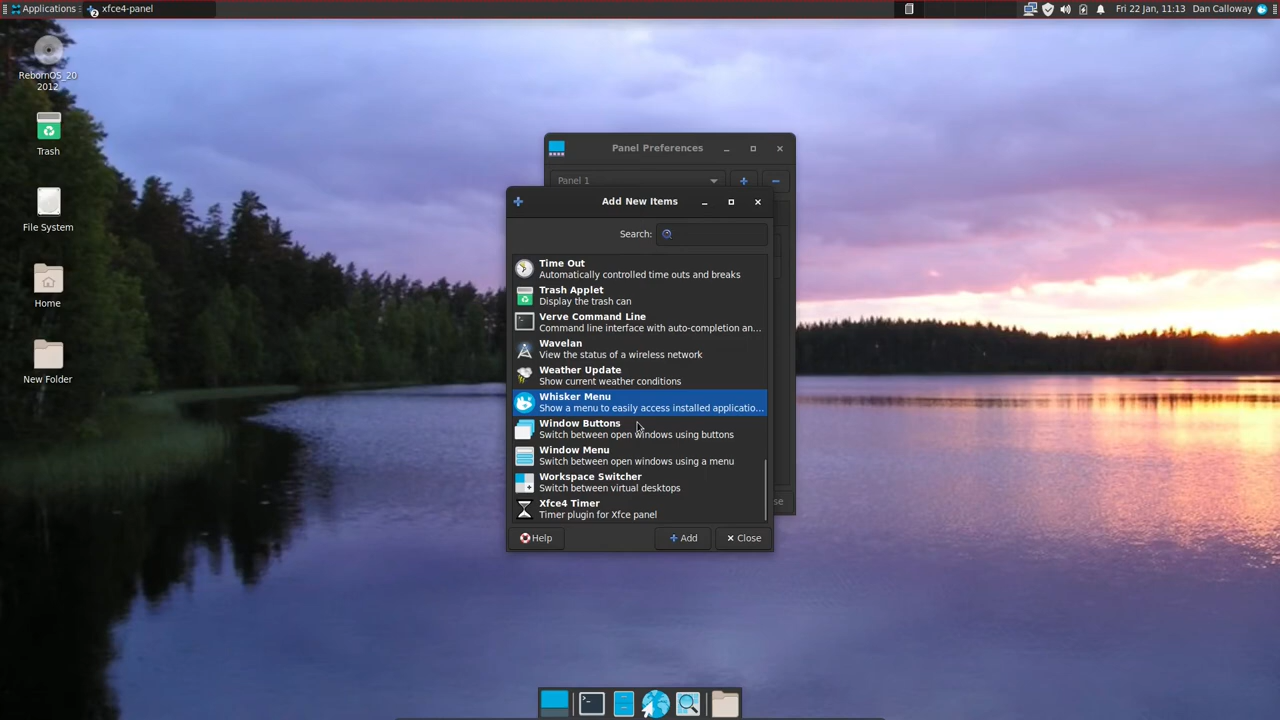 Applications
2
xfce4-panel
Fri 22 Jan, 11:13
Dan Calloway
RebornOS_20
2012
Trash
File System
Home
New Folder
Panel Preferences
Panel 1
Add New Items
Search:
Time Out
Automatically controlled time outs and breaks
Trash Applet
Display the trash can
Verve Command Line
Command line interface with auto-completion an...
Wavelan
View the status of a wireless network
Weather Update
Show current weather conditions
Whisker Menu
Show a menu to easily access installed applicatio...
Window Buttons
Switch between open windows using buttons
Window Menu
Switch between open windows using a menu
Workspace Switcher
Switch between virtual desktops
Xfce4 Timer
Timer plugin for Xfce panel
se
Help
Add
Close